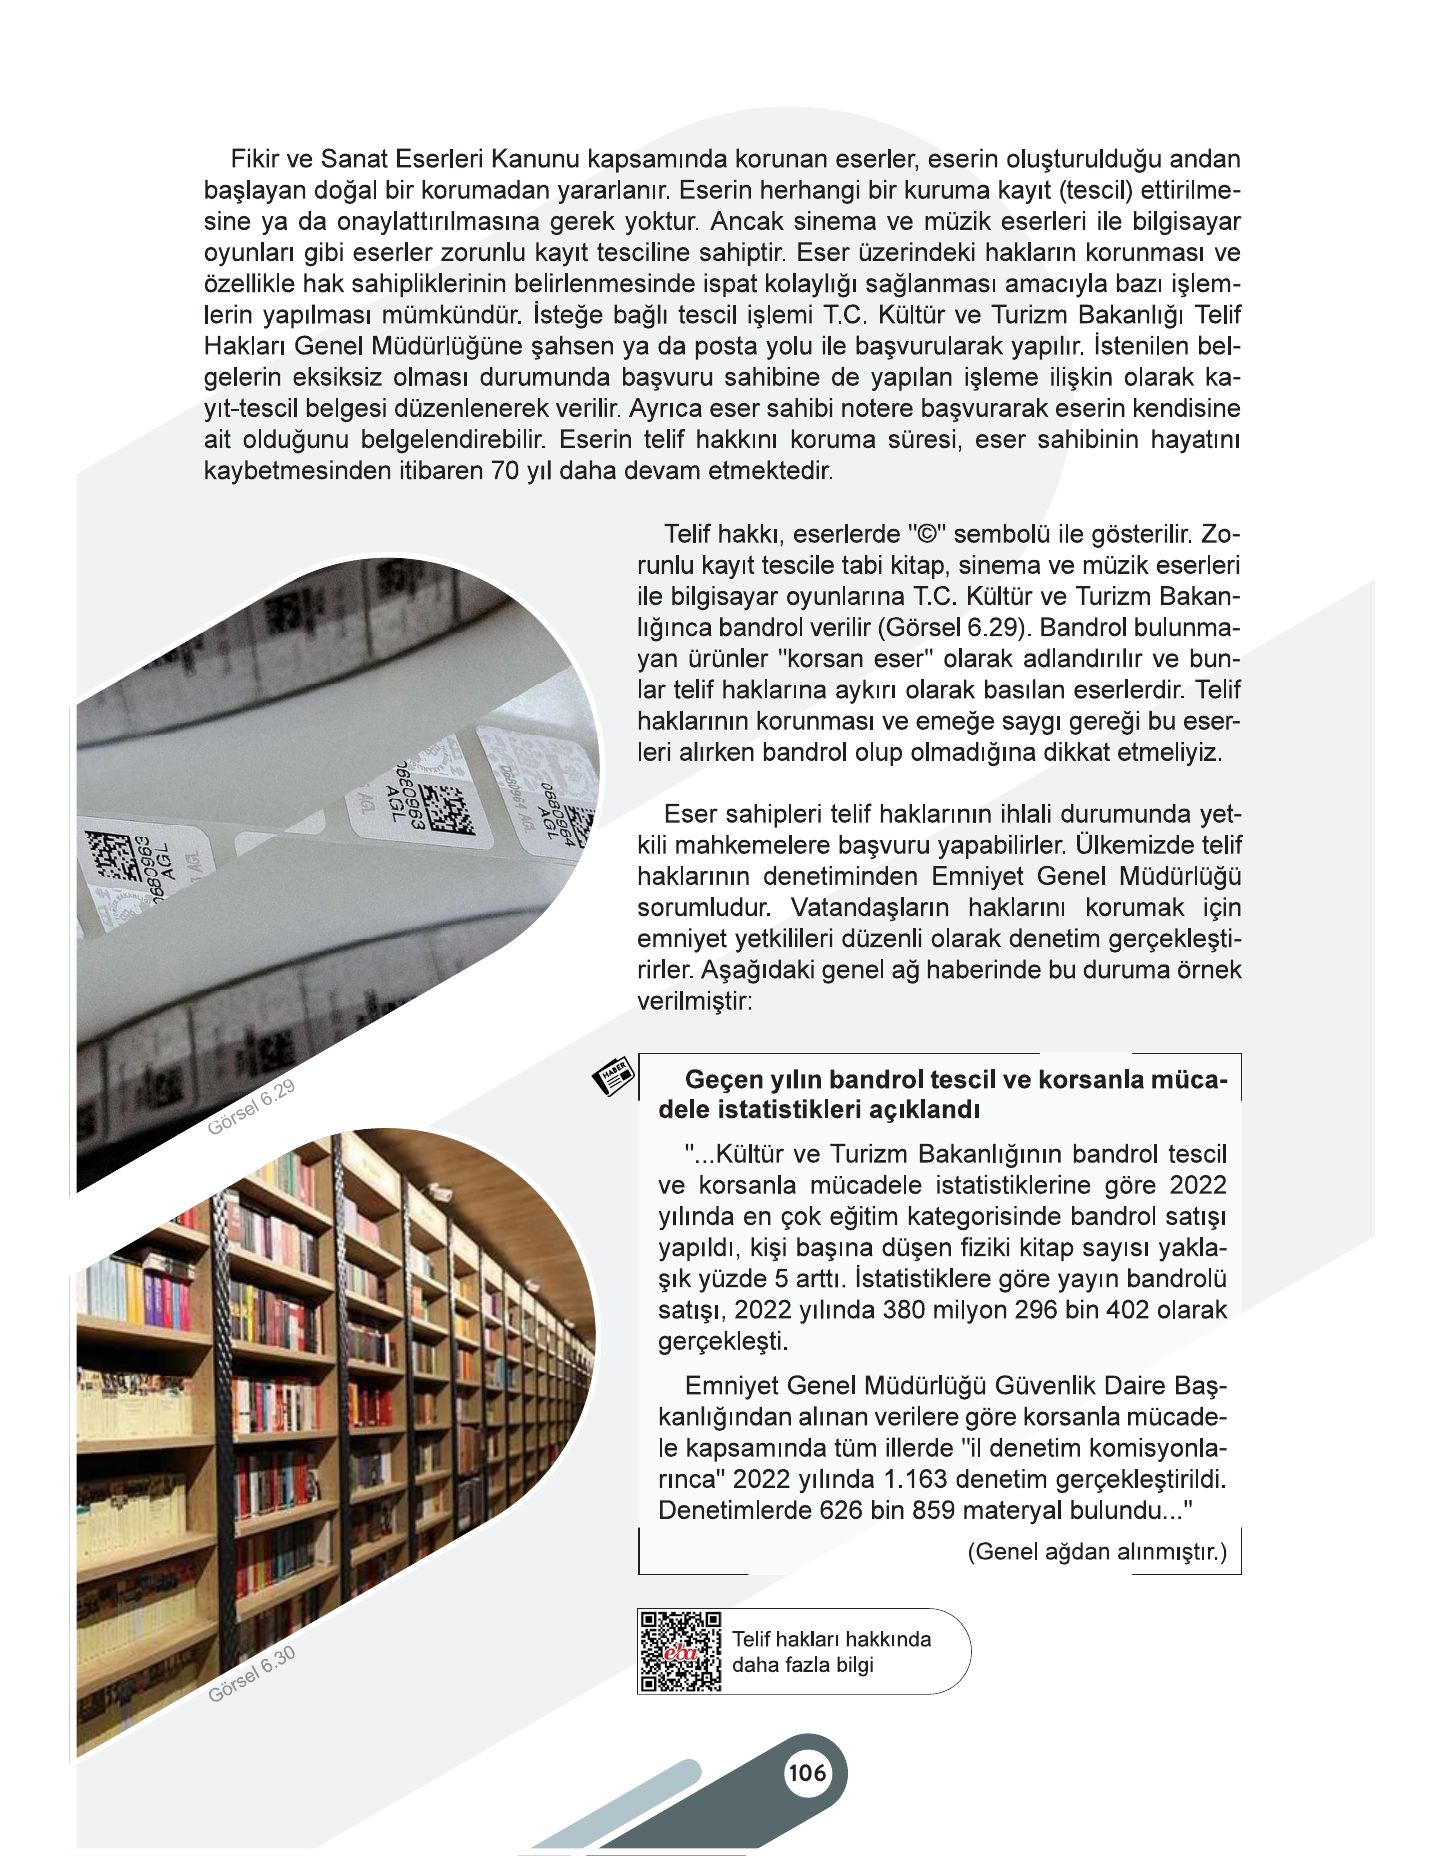 Fikir ve Sanat Eserleri Kanunu kapsamında korunan eserler, eserin oluşturulduğu andan
başlayan doğal bir korumadan yararlanır. Eserin herhangi bir kuruma kayıt (tescil) ettirilme-
sine ya da onaylattırılmasına gerek yoktur. Ancak sinema ve müzik eserleri ile bilgisayar
oyunları gibi eserler zorunlu kayıt tesciline sahiptir. Eser üzerindeki hakların korunması ve
özellikle hak sahipliklerinin belirlenmesinde ispat kolaylığı sağlanması amacıyla bazı işlem-
lerin yapılması mümkündür. İsteğe bağlı tescil işlemi T.C. Kültür ve Turizm Bakanlığı Telif
Hakları Genel Müdürlüğüne şahsen ya da posta yolu ile başvurularak yapılır. İstenilen bel-
gelerin eksiksiz olması durumunda başvuru sahibine de yapılan işleme ilişkin olarak ka-
yıt-tescil belgesi düzenlenerek verilir. Ayrıca eser sahibi notere başvurarak eserin kendisine
ait olduğunu belgelendirebilir. Eserin telif hakkını koruma süresi, eser sahibinin hayatını
kaybetmesinden itibaren 70 yıl daha devam etmektedir.
Telif hakkı, eserlerde "©" sembolü ile gösterilir. Zo-
runlu kayıt tescile tabi kitap, sinema ve müzik eserleri
ile bilgisayar oyunlarına T.C. Kültür ve Turizm Bakan-
lığınca bandrol verilir (Görsel 6.29). Bandrol bulunma-
yan ürünler "korsan eser" olarak adlandırılır ve bun-
lar telif haklarına aykırı olarak basılan eserlerdir. Telif
haklarının korunması ve emeğe saygı gereği bu eser-
leri alırken bandrol olup olmadığına dikkat etmeliyiz.
Eser sahipleri telif haklarının ihlali durumunda yet-
kili mahkemelere başvuru yapabilirler. Ülkemizde telif
haklarının denetiminden Emniyet Genel Müdürlüğü
sorumludur. Vatandaşların haklarını korumak için
emniyet yetkilileri düzenli olarak denetim gerçekleşti-
rirler. Aşağıdaki genel ağ haberinde bu duruma örnek
verilmiştir:
0680963
AGL
0680963
AGL
0680964
AGL
0680964 AGL
Görsel 6.29
HABER
Geçen yılın bandrol tescil ve korsanla müca-
dele istatistikleri açıklandı
"...Kültür ve Turizm Bakanlığının bandrol tescil
ve korsanla mücadele istatistiklerine göre 2022
yılında en çok eğitim kategorisinde bandrol satışı
yapıldı, kişi başına düşen fiziki kitap sayısı yakla-
şık yüzde 5 arttı. İstatistiklere göre yayın bandrolü
satışı, 2022 yılında 380 milyon 296 bin 402 olarak
gerçekleşti.
Emniyet Genel Müdürlüğü Güvenlik Daire Baş-
kanlığından alınan verilere göre korsanla mücade-
le kapsamında tüm illerde "il denetim komisyonla-
rınca" 2022 yılında 1.163 denetim gerçekleştirildi.
Denetimlerde 626 bin 859 materyal bulundu..."
(Genel ağdan alınmıştır.)
Görsel 6.30
eba
Telif hakları hakkında
daha fazla bilgi
106